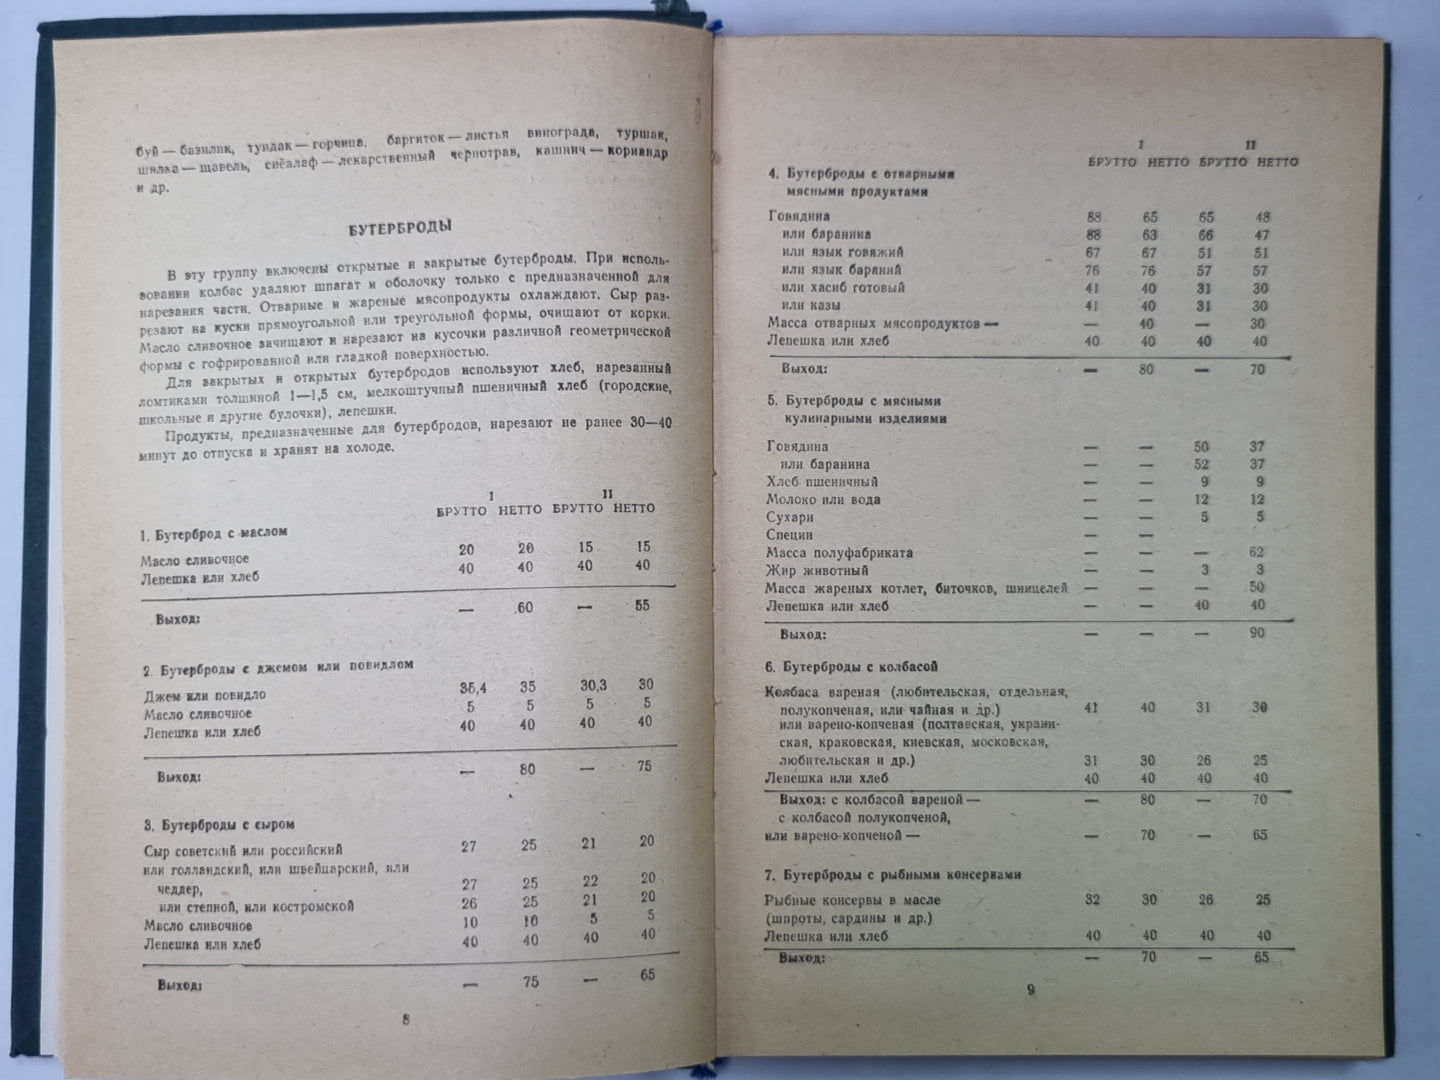 буй — базилик, тундак — горчица, баргиток — листья винограда, туршак,
шилха — щавель, сиёалаф — лекарственный чернотрав, кашнич — кориандр
и др.
БУТЕРБРОДЫ
В эту группу включены открытые и закрытые бутерброды. При исполь-
зовании колбас удаляют шпагат и оболочку только с предназначенной для
нарезания части. Отварные и жареные мясопродукты охлаждают. Сыр раз-
резают на куски прямоугольной или треугольной формы, очищают от корки.
Масло сливочное зачищают и нарезают на кусочки различной геометрической
формы с гофрированной или гладкой поверхностью.
Для закрытых и открытых бутербродов используют хлеб, нарезанный
ломтиками толщиной 1—1,5 см, мелкоштучный пшеничный хлеб (городские,
школьные и другие булочки), лепешки.
Продукты, предназначенные для бутербродов, нарезают не ранее 30—40
минут до отпуска и хранят на холоде.
I II
БРУТТО НЕТТО БРУТТО НЕТТО
1. Бутерброд с маслом
Масло сливочное 20 20 15 15
Лепешка или хлеб 40 40 40 40
Выход: — 60 — 55
2. Бутерброды с джемом или повидлом
Джем или повидло 35,4 35 30,3 30
Масло сливочное 5 5 5 5
Лепешка или хлеб 40 40 40 40
Выход: — 80 — 75
3. Бутерброды с сыром
Сыр советский или российский 27 25 21 20
или голландский, или швейцарский, или
чеддер, 27 25 22 20
или степной, или костромской 26 25 21 20
Масло сливочное 10 10 5 5
Лепешка или хлеб 40 40 40 40
Выход: — 75 — 65
8
I II
БРУТТО НЕТТО БРУТТО НЕТТО
4. Бутерброды с отварными
мясными продуктами
Говядина 88 65 65 48
или баранина 88 63 66 47
или язык говяжий 67 67 51 51
или язык бараний 76 76 57 57
или хасиб готовый 41 40 31 30
или казы 41 40 31 30
Масса отварных мясопродуктов — — 40 — 30
Лепешка или хлеб 40 40 40 40
Выход: — 80 — 70
5. Бутерброды с мясными
кулинарными изделиями
Говядина — — 50 37
или баранина — — 52 37
Хлеб пшеничный — — 9 9
Молоко или вода — — 12 12
Сухари — — 5 5
Специи — —
Масса полуфабриката — — — 62
Жир животный — — 3 3
Масса жареных котлет, биточков, шницелей — — — 50
Лепешка или хлеб — — 40 40
Выход: — — — 90
6. Бутерброды с колбасой
Колбаса вареная (любительская, отдельная,
полукопченая, или чайная и др.) 41 40 31 30
или варено-копченая (полтавская, украин-
ская, краковская, киевская, московская,
любительская и др.) 31 30 26 25
Лепешка или хлеб 40 40 40 40
Выход: с колбасой вареной — — 80 — 70
с колбасой полукопченой,
или варено-копченой — — 70 — 65
7. Бутерброды с рыбными консервами
Рыбные консервы в масле 32 30 26 25
(шпроты, сардины и др.)
Лепешка или хлеб 40 40 40 40
Выход: — 70 — 65
9